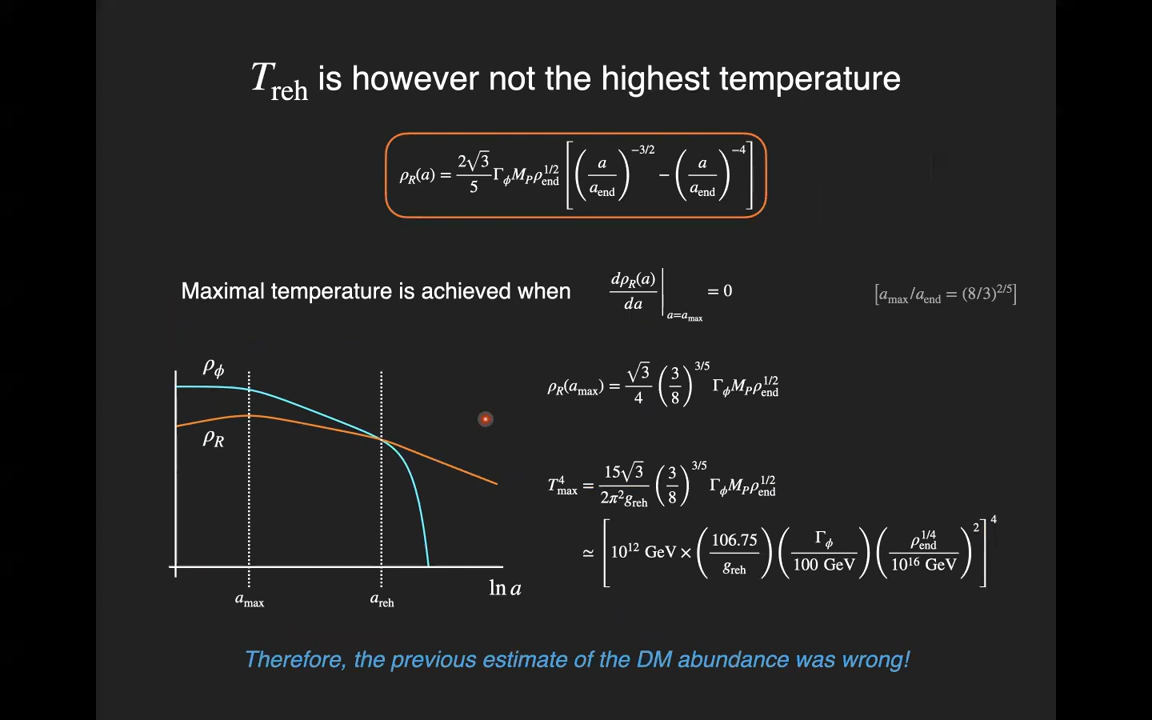 T_reh is however not the highest temperature
ρ_R(a) = (2√3/5) Γ_ϕ M_P ρ_end^{1/2} [(a/a_end)^{−3/2} − (a/a_end)^{−4}]
Maximal temperature is achieved when dρ_R(a)/da |_{a=a_max} = 0 [a_max/a_end = (8/3)^{2/5}]
ρ_ϕ
ρ_R
ln a
a_max a_reh
ρ_R(a_max) = (√3/4) (3/8)^{3/5} Γ_ϕ M_P ρ_end^{1/2}
T_max^4 = (15√3/2π²g_reh) (3/8)^{3/5} Γ_ϕ M_P ρ_end^{1/2}
≃ [10^{12} GeV × (106.75/g_reh) (Γ_ϕ/100 GeV) (ρ_end^{1/4}/10^{16} GeV)^2]^4
Therefore, the previous estimate of the DM abundance was wrong!